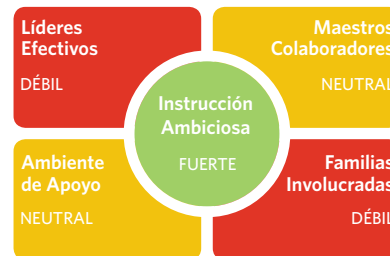 Líderes
Efectivos
DÉBIL
Maestros
Colaboradores
NEUTRAL
Instrucción
Ambiciosa
FUERTE
Ambiente
de Apoyo
NEUTRAL
Familias
Involucradas
DÉBIL